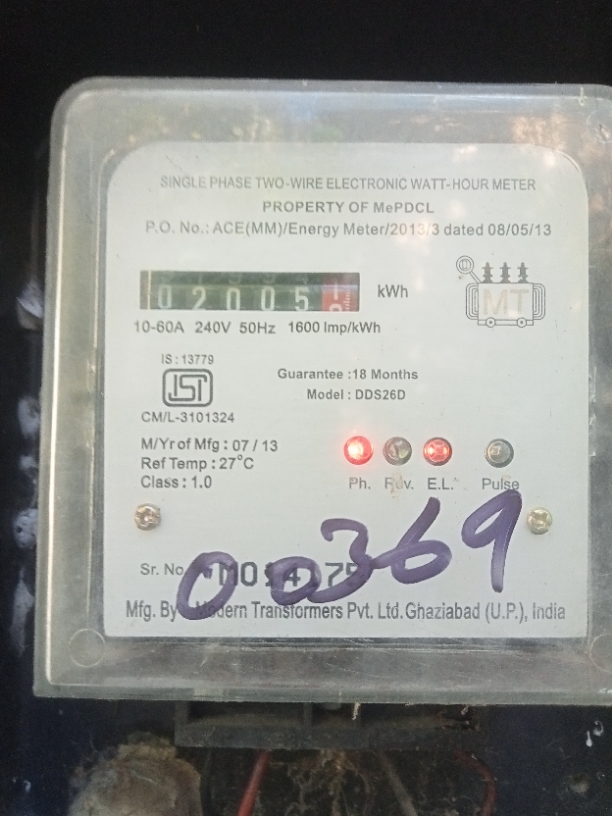 SINGLE PHASE TWO-WIRE ELECTRONIC WATT-HOUR METER
PROPERTY OF MePDCL
P.O. No.: ACE(MM)/Energy Meter/2013/3 dated 08/05/13
02005 kWh
MT
10-60A 240V 50Hz 1600 Imp/kWh
IS : 13779
ISI
CM/L-3101324
Guarantee : 18 Months
Model : DDS26D
M/Yr of Mfg : 07 / 13
Ref Temp : 27°C
Class : 1.0
Ph. Rev. E.L. Pulse
00369
Sr. No.
Mfg. By Modern Transformers Pvt. Ltd. Ghaziabad (U.P.), India